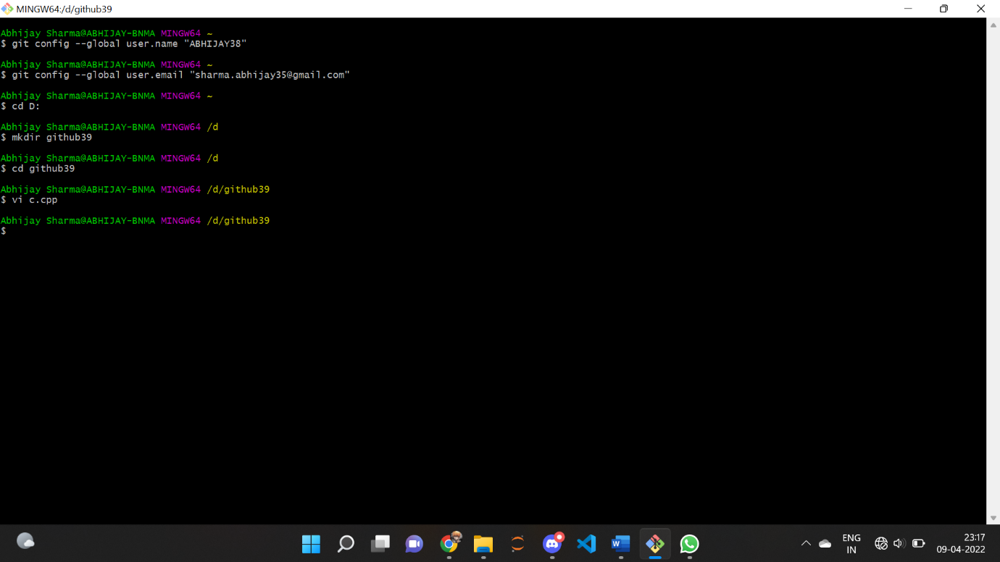 MINGW64:/d/github39
Abhijay Sharma@ABHIJAY-BNMA MINGW64 ~
$ git config --global user.name "ABHIJAY38"
Abhijay Sharma@ABHIJAY-BNMA MINGW64 ~
$ git config --global user.email "sharma.abhijay35@gmail.com"
Abhijay Sharma@ABHIJAY-BNMA MINGW64 ~
$ cd D:
Abhijay Sharma@ABHIJAY-BNMA MINGW64 /d
$ mkdir github39
Abhijay Sharma@ABHIJAY-BNMA MINGW64 /d
$ cd github39
Abhijay Sharma@ABHIJAY-BNMA MINGW64 /d/github39
$ vi c.cpp
Abhijay Sharma@ABHIJAY-BNMA MINGW64 /d/github39
$
ENG
IN
23:17
09-04-2022